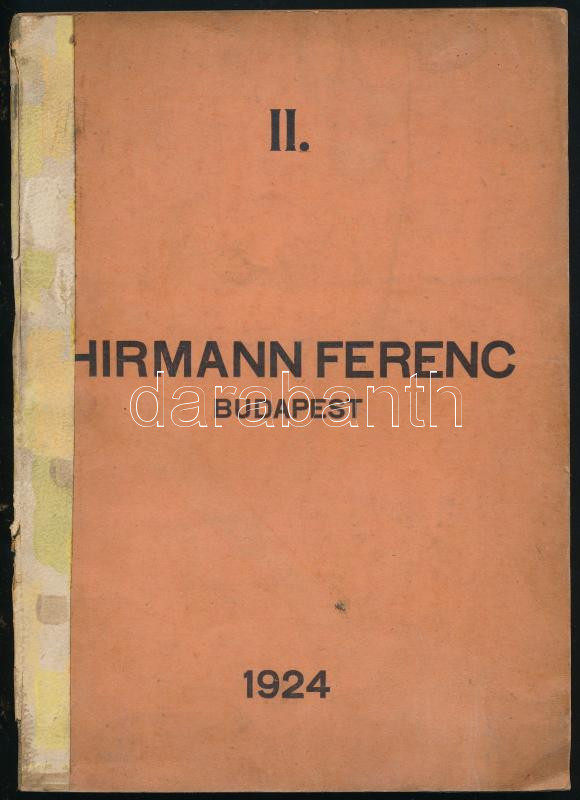 II.
HIRMANN FERENC
BUDAPEST
darabanth
1924